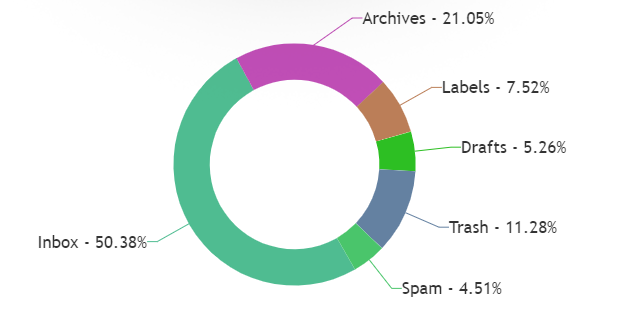 Archives - 21.05%
Labels - 7.52%
Drafts - 5.26%
Trash - 11.28%
Inbox - 50.38%
Spam - 4.51%